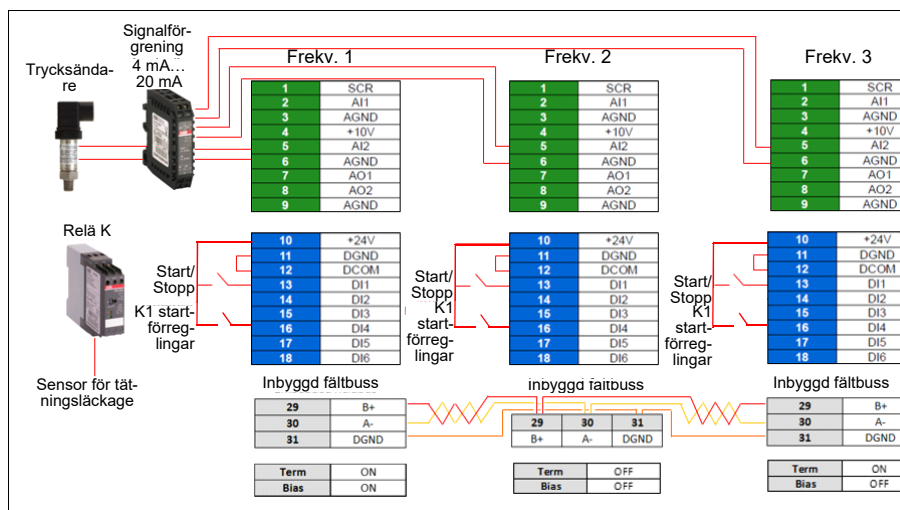 Signalför-
grening
4 mA...
20 mA
Trycksända-
re
Frekv. 1
Frekv. 2
Frekv. 3
1 SCR
2 AI1
3 AGND
4 +10V
5 AI2
6 AGND
7 AO1
8 AO2
9 AGND
1 SCR
2 AI1
3 AGND
4 +10V
5 AI2
6 AGND
7 AO1
8 AO2
9 AGND
1 SCR
2 AI1
3 AGND
4 +10V
5 AI2
6 AGND
7 AO1
8 AO2
9 AGND
Relä K
Sensor för tät-
ningsläckage
Start/
Stopp
K1 start-
förreg-
lingar
10 +24V
11 DGND
12 DCOM
13 DI1
14 DI2
15 DI3
16 DI4
17 DI5
18 DI6
Start/
Stopp
K1
start-
förreg-
lingar
10 +24V
11 DGND
12 DCOM
13 DI1
14 DI2
15 DI3
16 DI4
17 DI5
18 DI6
Start/
Stopp
K1
start-
förreg-
lingar
10 +24V
11 DGND
12 DCOM
13 DI1
14 DI2
15 DI3
16 DI4
17 DI5
18 DI6
Inbyggd fältbuss
29 B+
30 A-
31 DGND
Term ON
Bias ON
Inbyggd fältbuss
29 30 31
B+ A- DGND
Term OFF
Bias OFF
Inbyggd fältbuss
29 B+
30 A-
31 DGND
Term ON
Bias OFF